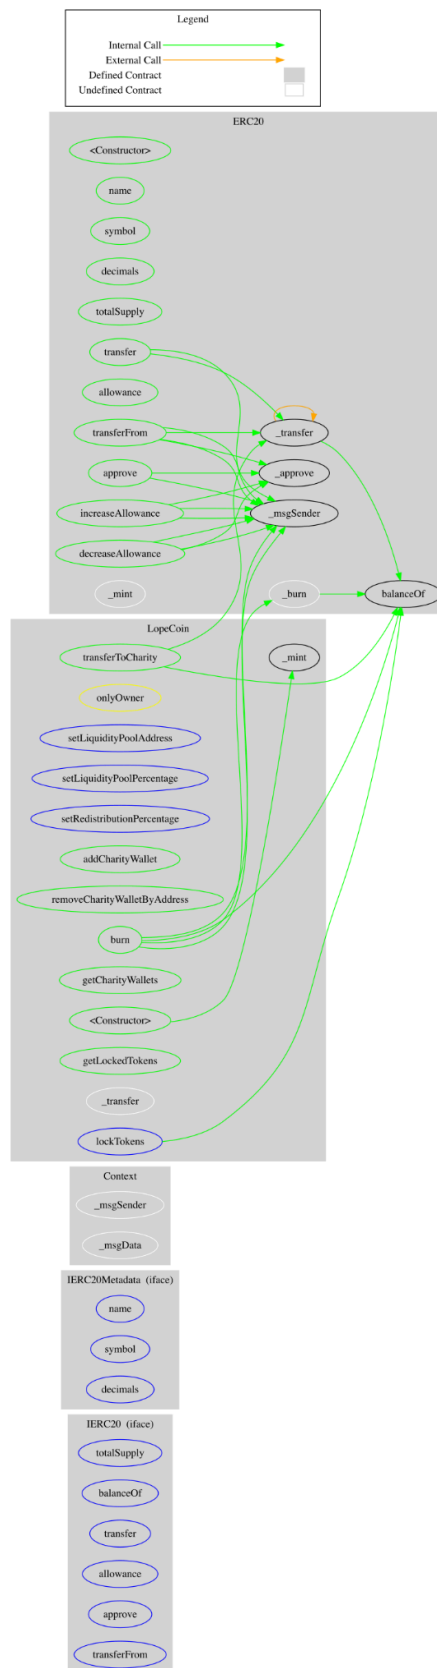 Legend
Internal Call
External Call
Defined Contract
Undefined Contract
ERC20
<Constructor>
name
symbol
decimals
totalSupply
transfer
allowance
transferFrom
_transfer
approve
_approve
increaseAllowance
_msgSender
decreaseAllowance
_mint
_burn
balanceOf
LopeCoin
transferToCharity
_mint
onlyOwner
setLiquidityPoolAddress
setLiquidityPoolPercentage
setRedistributionPercentage
addCharityWallet
removeCharityWalletByAddress
burn
getCharityWallets
<Constructor>
getLockedTokens
_transfer
lockTokens
Context
_msgSender
_msgData
IERC20Metadata (iface)
name
symbol
decimals
IERC20 (iface)
totalSupply
balanceOf
transfer
allowance
approve
transferFrom